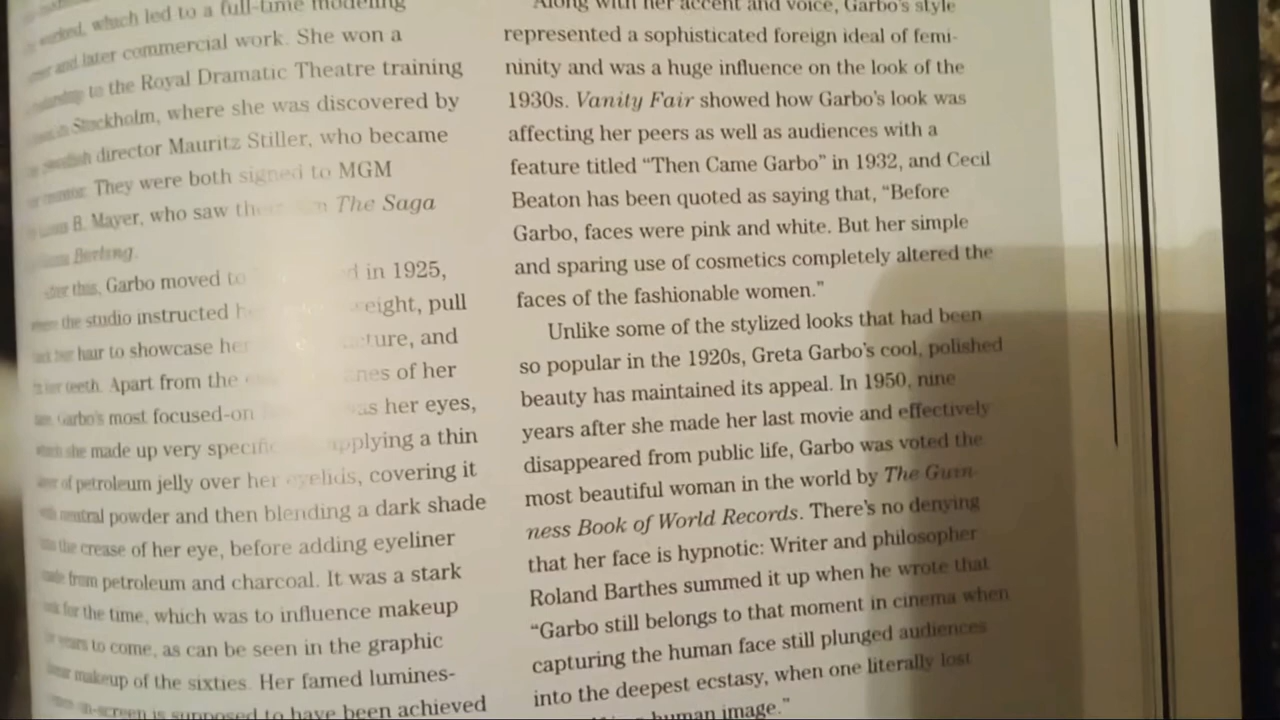 worked, which led to a full-time modeling
and later commercial work. She won a
to the Royal Dramatic Theatre training
Stockholm, where she was discovered by
director Mauritz Stiller, who became
They were both signed to MGM
B. Mayer, who saw The Saga
Berling.
this, Garbo moved to in 1925,
the studio instructed pull
hair to showcase her and
teeth. Apart from the of her
Garbo's most focused-on her eyes,
she made up very applying a thin
of petroleum jelly over her eyelids, covering it
neutral powder and then blending a dark shade
the crease of her eye, before adding eyeliner
from petroleum and charcoal. It was a stark
for the time, which was to influence makeup
years to come, as can be seen in the graphic
makeup of the sixties. Her famed lumines-
on-screen is supposed to have been achieved
Along with her accent and voice, Garbo's style
represented a sophisticated foreign ideal of femi-
ninity and was a huge influence on the look of the
1930s. Vanity Fair showed how Garbo's look was
affecting her peers as well as audiences with a
feature titled “Then Came Garbo” in 1932, and Cecil
Beaton has been quoted as saying that, “Before
Garbo, faces were pink and white. But her simple
and sparing use of cosmetics completely altered the
faces of the fashionable women.”
Unlike some of the stylized looks that had been
so popular in the 1920s, Greta Garbo's cool, polished
beauty has maintained its appeal. In 1950, nine
years after she made her last movie and effectively
disappeared from public life, Garbo was voted the
most beautiful woman in the world by The Guin-
ness Book of World Records. There's no denying
that her face is hypnotic: Writer and philosopher
Roland Barthes summed it up when he wrote that
“Garbo still belongs to that moment in cinema when
capturing the human face still plunged audiences
into the deepest ecstasy, when one literally lost
human image.”